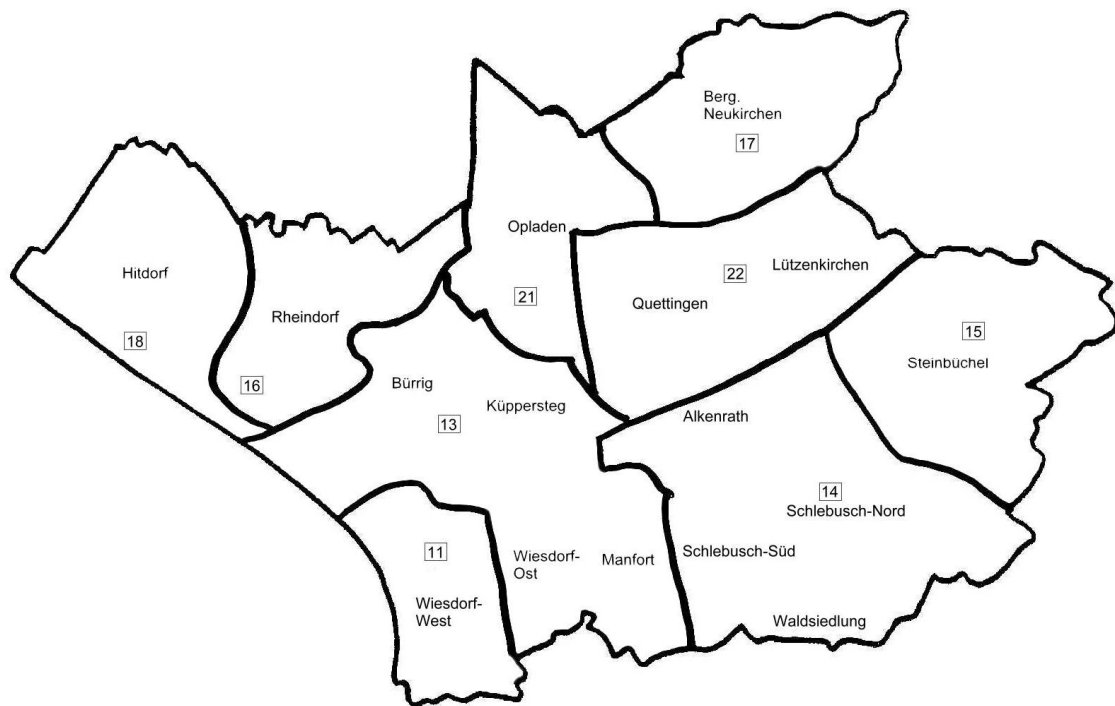 Berg.
Neukirchen
17
Opladen
Lützenkirchen
Hitdorf
22
21
Quettingen
Rheindorf
15
18
Steinbüchel
16
Bürrig
Küppersteg
Alkenrath
13
14
Schlebusch-Nord
11
Wiesdorf-
Ost
Manfort
Schlebusch-Süd
Wiesdorf-
West
Waldsiedlung